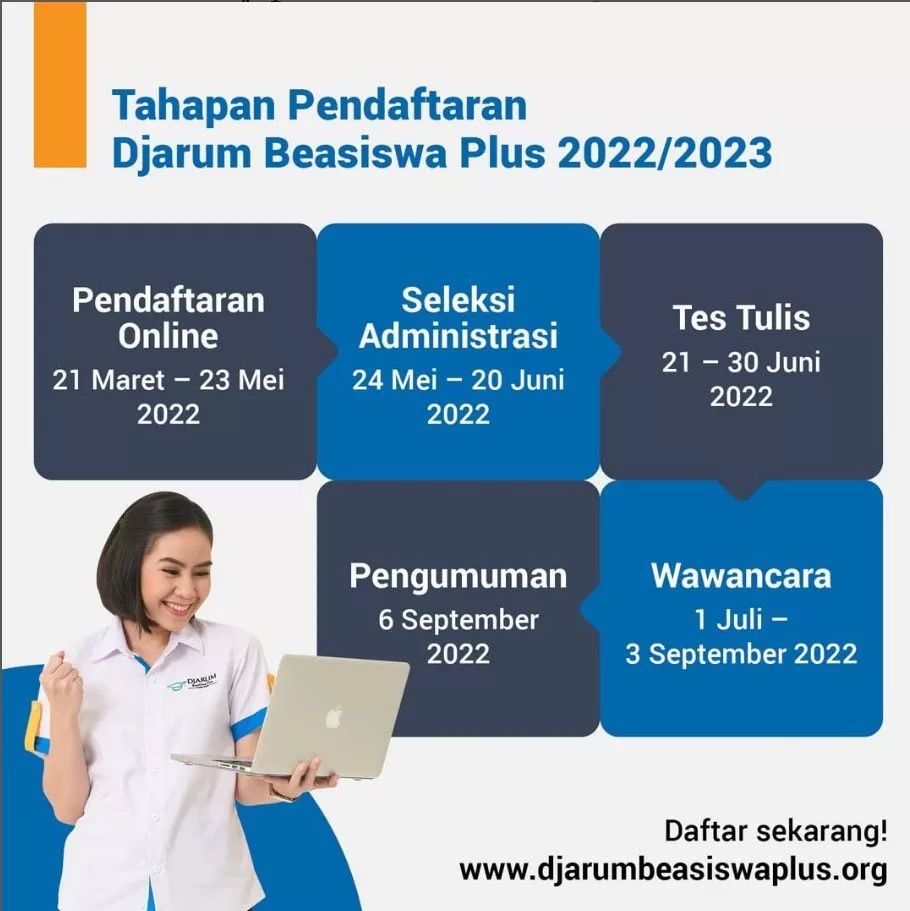 Tahapan Pendaftaran
Djarum Beasiswa Plus 2022/2023
Pendaftaran
Online
21 Maret – 23 Mei
2022
Seleksi
Administrasi
24 Mei – 20 Juni
2022
Tes Tulis
21 – 30 Juni
2022
Wawancara
1 Juli –
3 September 2022
Pengumuman
6 September
2022
DJARUM
Daftar sekarang!
www.djarumbeasiswaplus.org